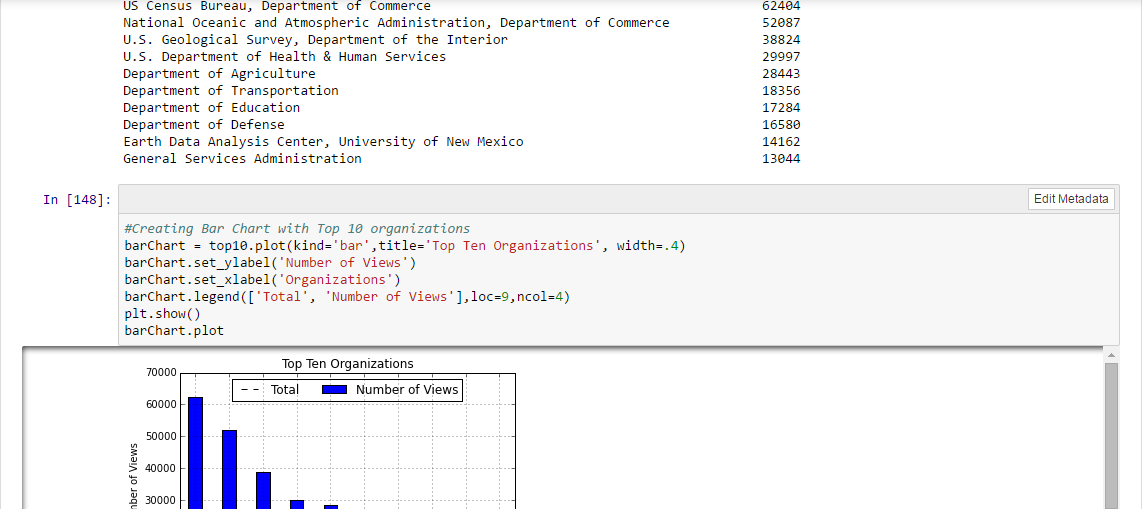 US Census Bureau, Department of Commerce 62404
National Oceanic and Atmospheric Administration, Department of Commerce 52087
U.S. Geological Survey, Department of the Interior 38824
U.S. Department of Health & Human Services 29997
Department of Agriculture 28443
Department of Transportation 18356
Department of Education 17284
Department of Defense 16580
Earth Data Analysis Center, University of New Mexico 14162
General Services Administration 13044
In [148]:
Edit Metadata
#Creating Bar Chart with Top 10 organizations
barChart = top10.plot(kind='bar',title='Top Ten Organizations', width=.4)
barChart.set_ylabel('Number of Views')
barChart.set_xlabel('Organizations')
barChart.legend(['Total', 'Number of Views'],loc=9,ncol=4)
plt.show()
barChart.plot
Top Ten Organizations
70000
Total Number of Views
60000
50000
40000
30000
of Views